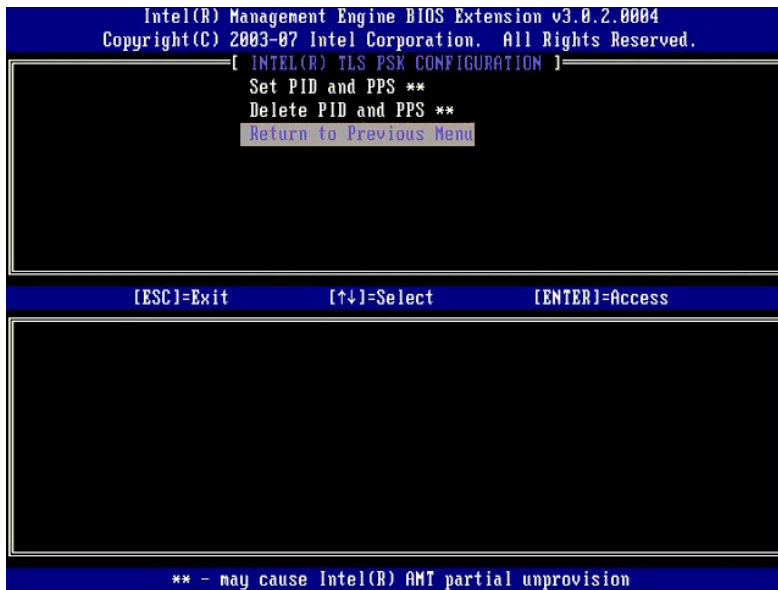 Intel(R) Management Engine BIOS Extension v3.0.2.0004
Copyright(C) 2003-07 Intel Corporation. All Rights Reserved.
[ INTEL(R) TLS PSK CONFIGURATION ]
Set PID and PPS **
Delete PID and PPS **
Return to Previous Menu
[ESC]=Exit [↑↓]=Select [ENTER]=Access
** - may cause Intel(R) AMT partial unprovision